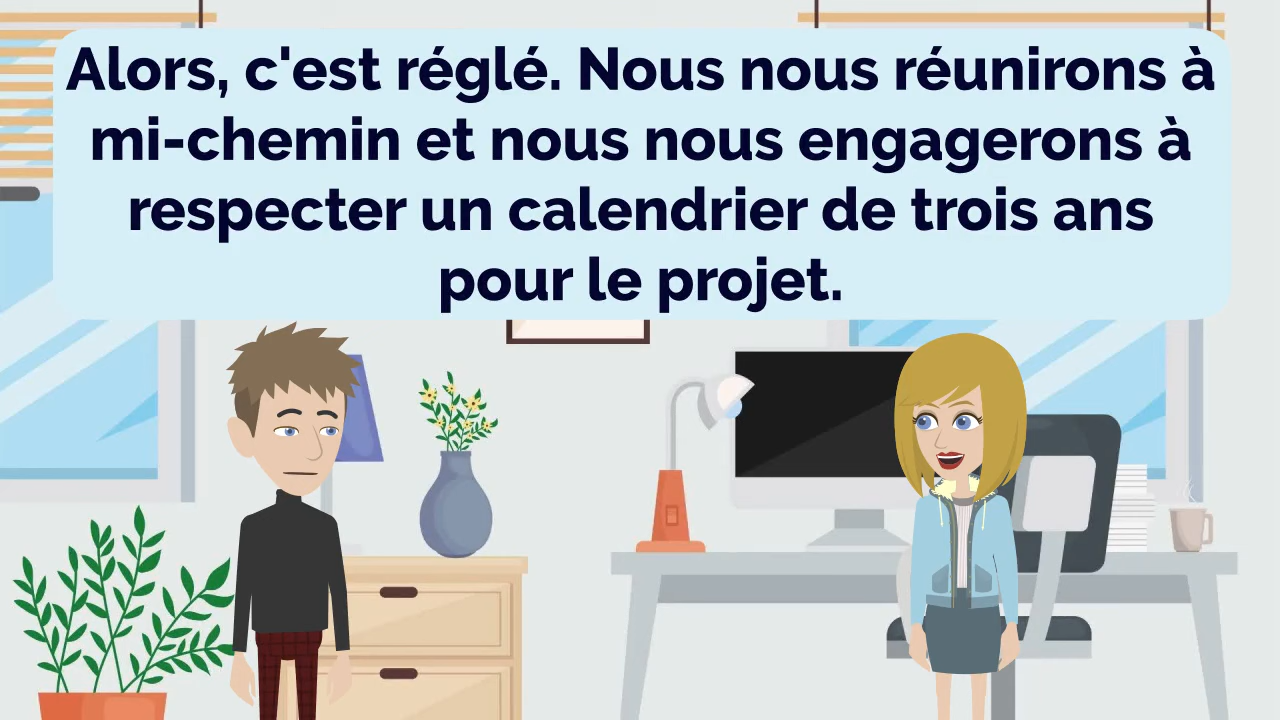 Alors, c'est réglé. Nous nous réunirons à
mi-chemin et nous nous engagerons à
respecter un calendrier de trois ans
pour le projet.